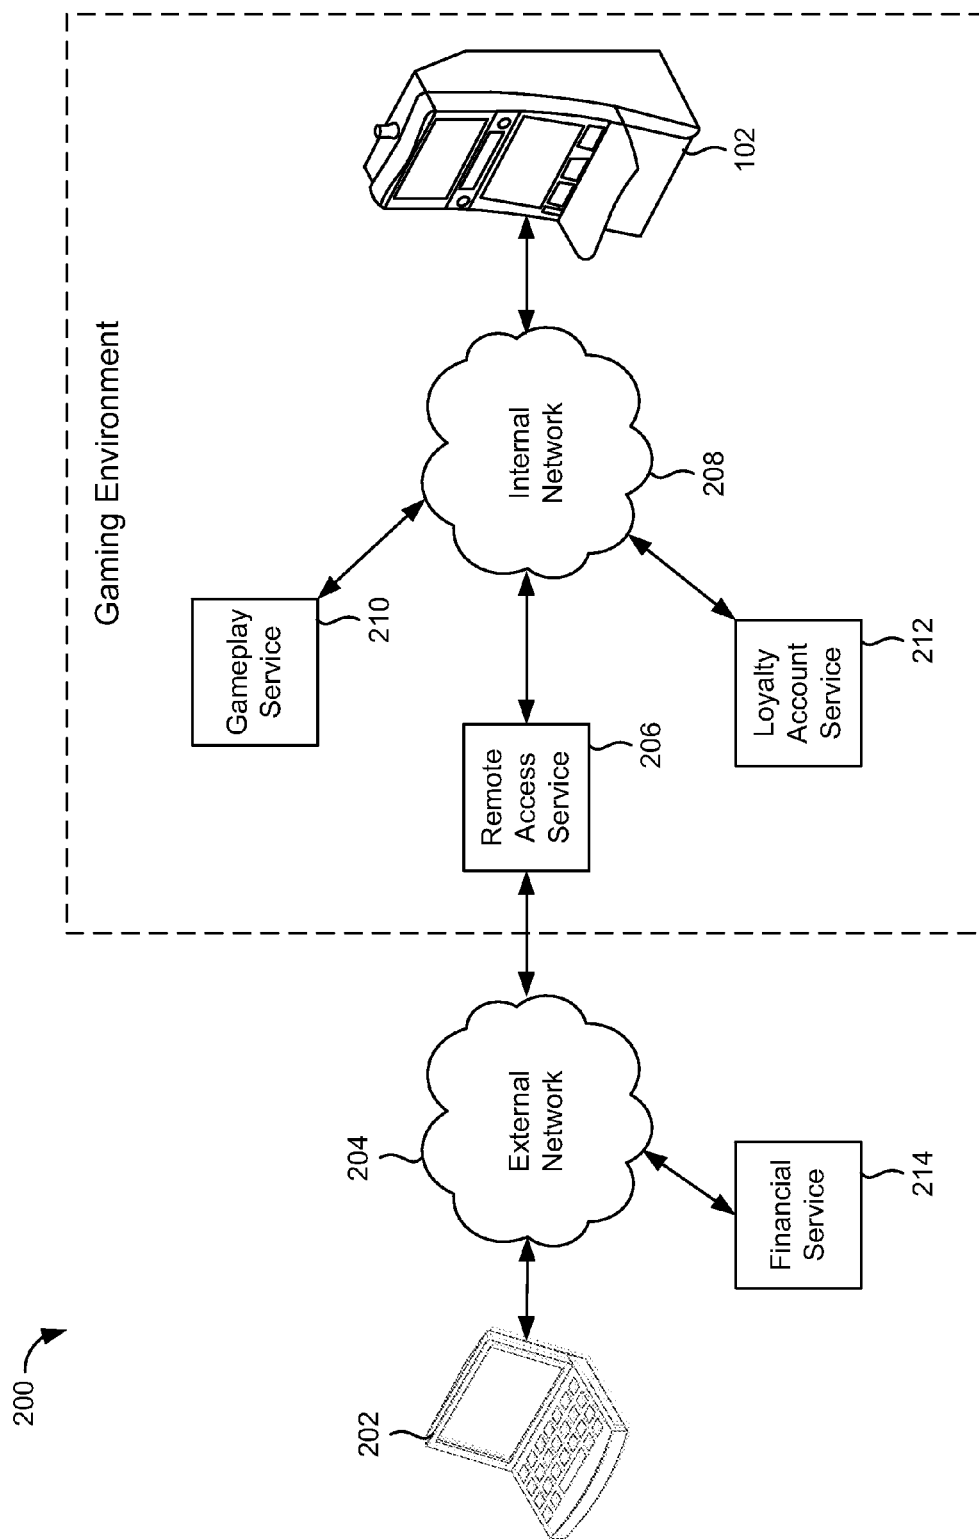 200
Gaming Environment
Gameplay
Service
210
204
External
Network
Remote
Access
Service
206
Internal
Network
208
102
202
Financial
Service
214
Loyalty
Account
Service
212